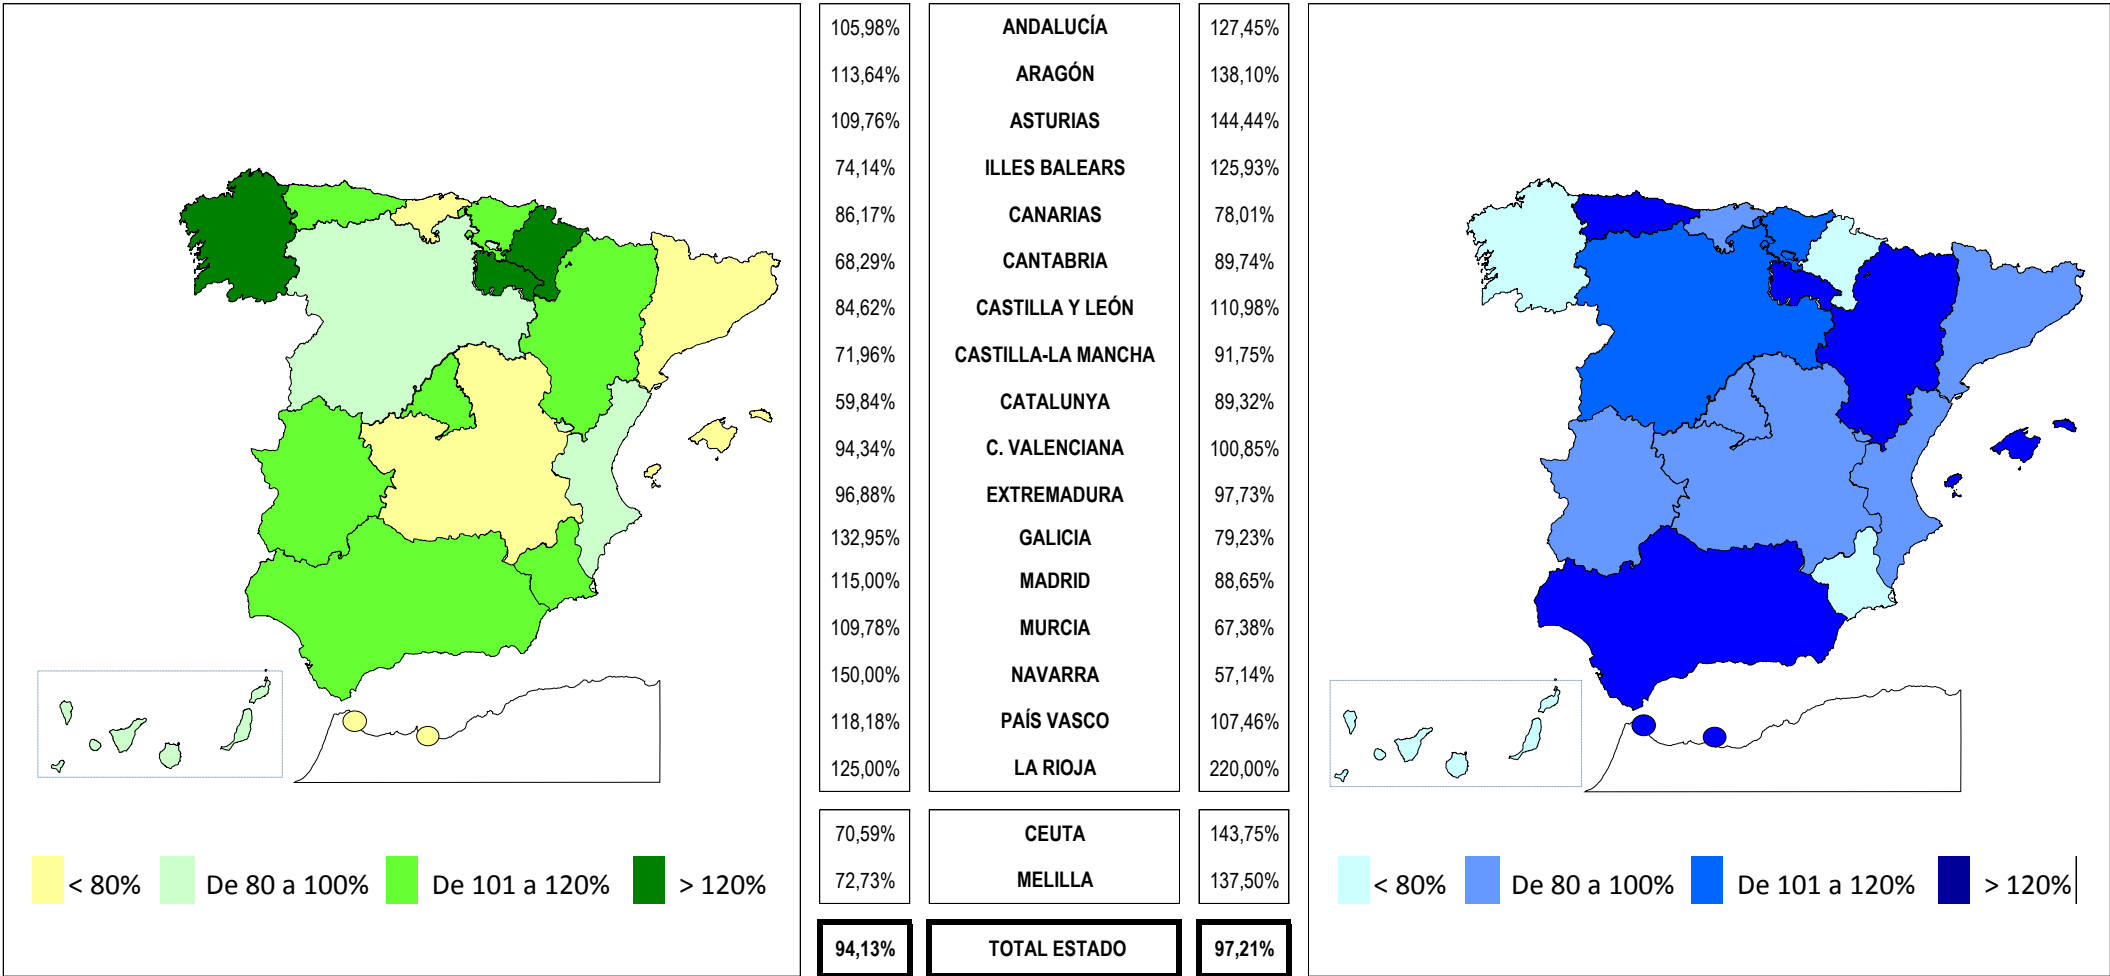 105,98% ANDALUCÍA 127,45%
113,64% ARAGÓN 138,10%
109,76% ASTURIAS 144,44%
74,14% ILLES BALEARS 125,93%
86,17% CANARIAS 78,01%
68,29% CANTABRIA 89,74%
84,62% CASTILLA Y LEÓN 110,98%
71,96% CASTILLA-LA MANCHA 91,75%
59,84% CATALUNYA 89,32%
94,34% C. VALENCIANA 100,85%
96,88% EXTREMADURA 97,73%
132,95% GALICIA 79,23%
115,00% MADRID 88,65%
109,78% MURCIA 67,38%
150,00% NAVARRA 57,14%
118,18% PAÍS VASCO 107,46%
125,00% LA RIOJA 220,00%
70,59% CEUTA 143,75%
72,73% MELILLA 137,50%
94,13% TOTAL ESTADO 97,21%
< 80% De 80 a 100% De 101 a 120% > 120%
< 80% De 80 a 100% De 101 a 120% > 120%